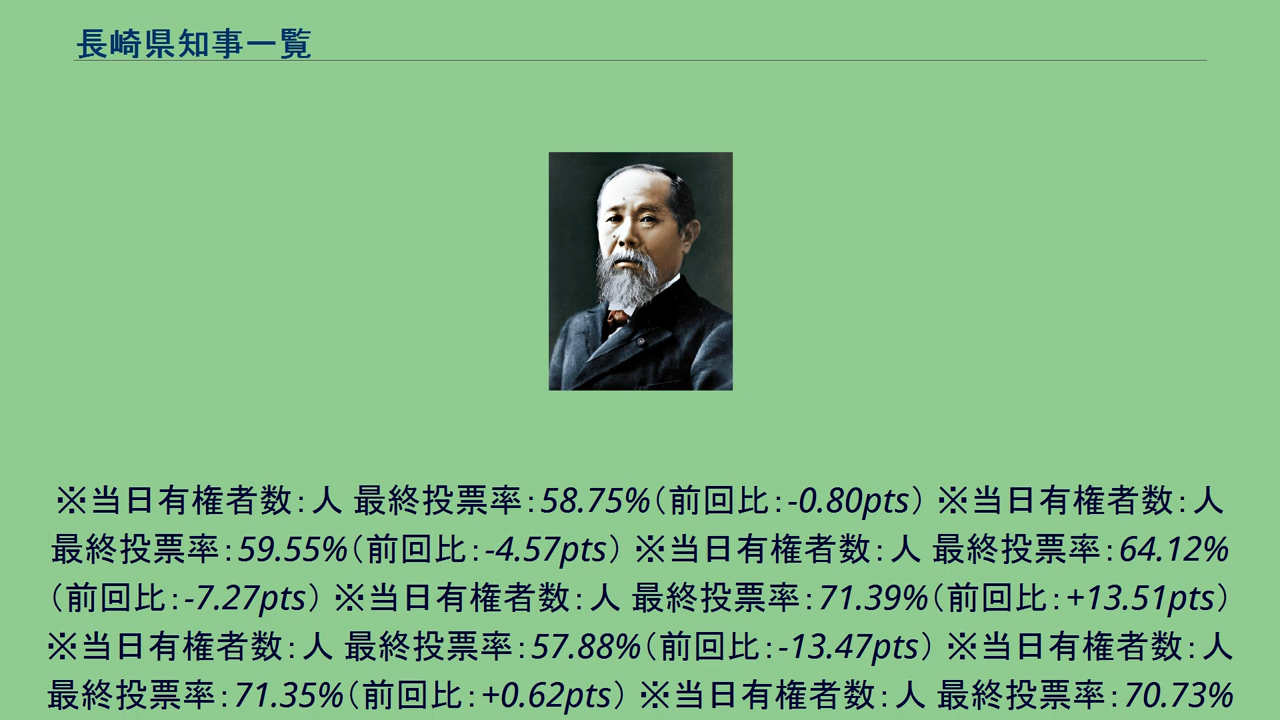 長崎県知事一覧
※当日有権者数：人 最終投票率：58.75%（前回比：-0.80pts） ※当日有権者数：人
最終投票率：59.55%（前回比：-4.57pts） ※当日有権者数：人 最終投票率：64.12%
（前回比：-7.27pts） ※当日有権者数：人 最終投票率：71.39%（前回比：+13.51pts）
※当日有権者数：人 最終投票率：57.88%（前回比：-13.47pts） ※当日有権者数：人
最終投票率：71.35%（前回比：+0.62pts） ※当日有権者数：人 最終投票率：70.73%